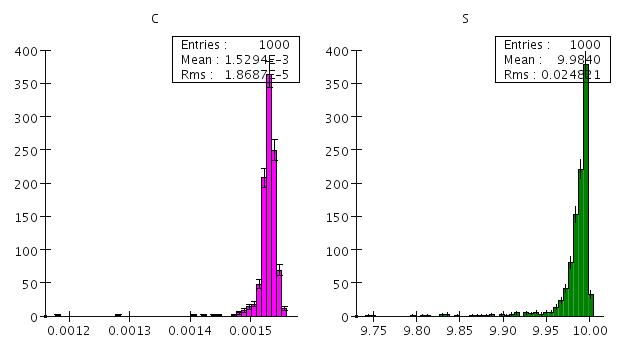 C
Entries : 1000
Mean : 1.5294E-3
Rms : 1.8687E-5
400
350
300
250
200
150
100
50
0
0.0012 0.0013 0.0014 0.0015
S
Entries : 1000
Mean : 9.9840
Rms : 0.024821
400
350
300
250
200
150
100
50
0
9.75 9.80 9.85 9.90 9.95 10.00